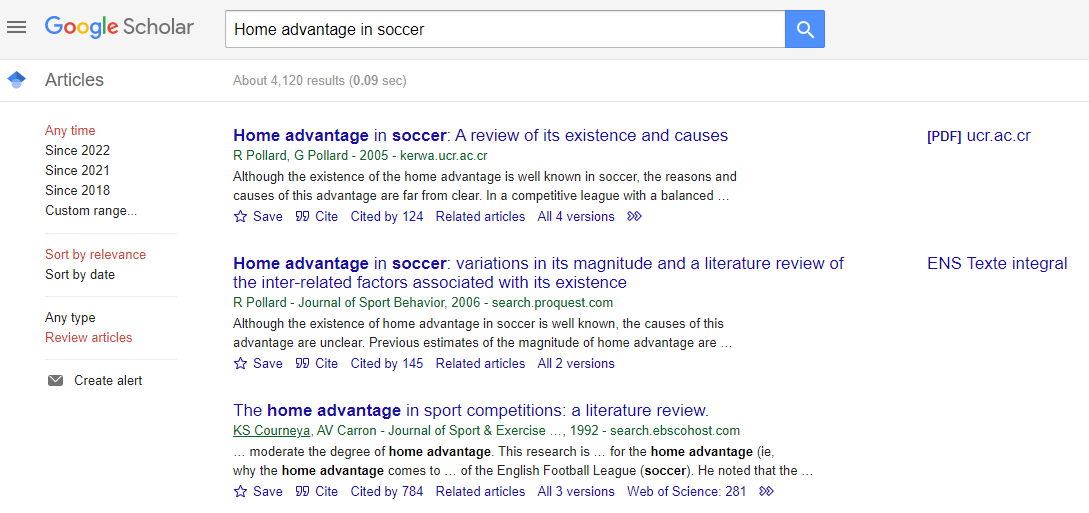 Google Scholar
Home advantage in soccer
Articles
About 4,120 results (0.09 sec)
Any time
Since 2022
Since 2021
Since 2018
Custom range...
Sort by relevance
Sort by date
Any type
Review articles
Create alert
Home advantage in soccer: A review of its existence and causes
R Pollard, G Pollard - 2005 - kerwa.ucr.ac.cr
Although the existence of the home advantage is well known in soccer, the reasons and
causes of this advantage are far from clear. In a competitive league with a balanced …
Save Cite Cited by 124 Related articles All 4 versions
[PDF] ucr.ac.cr
Home advantage in soccer: variations in its magnitude and a literature review of
the inter-related factors associated with its existence
R Pollard - Journal of Sport Behavior, 2006 - search.proquest.com
Although the existence of home advantage in soccer is well known, the causes of this
advantage are unclear. Previous estimates of the magnitude of home advantage are …
Save Cite Cited by 145 Related articles All 2 versions
ENS Texte integral
The home advantage in sport competitions: a literature review.
KS Courneya, AV Carron - Journal of Sport & Exercise …, 1992 - search.ebscohost.com
… moderate the degree of home advantage. This research is … for the home advantage (ie,
why the home advantage comes to … of the English Football League (soccer). He noted that the …
Save Cite Cited by 784 Related articles All 3 versions Web of Science: 281